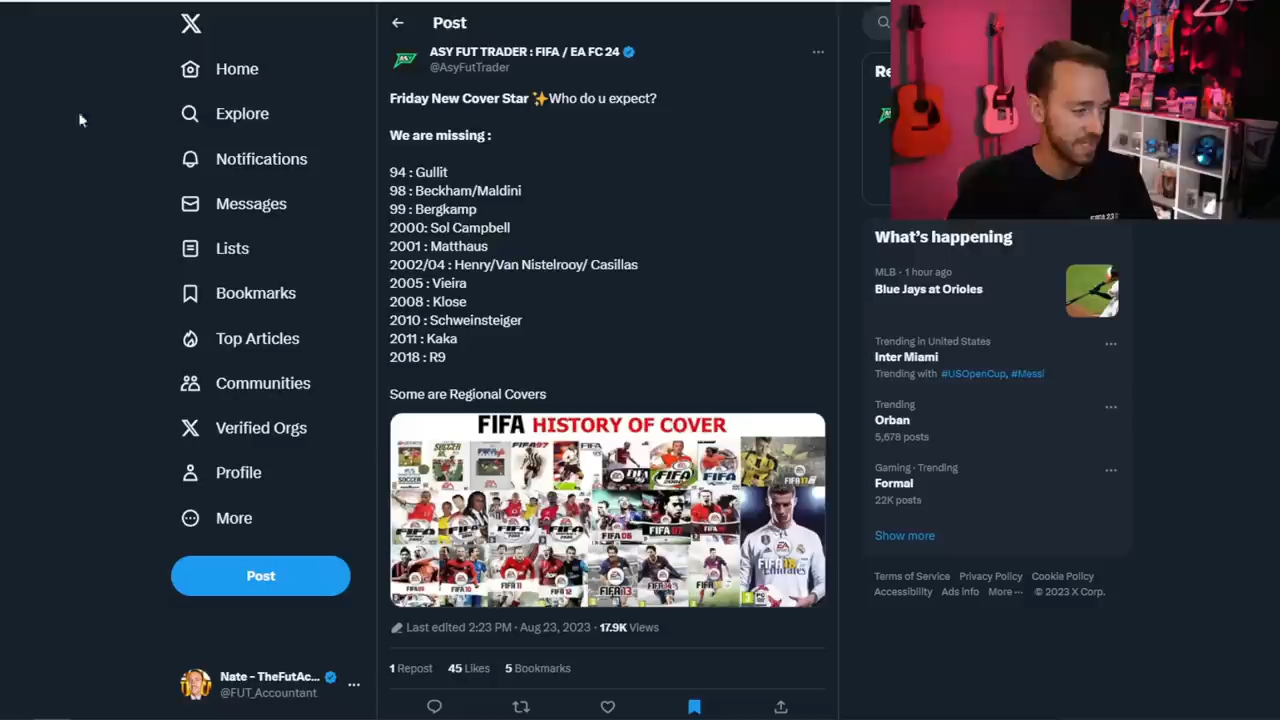 Home
Explore
Notifications
Messages
Lists
Bookmarks
Top Articles
Communities
Verified Orgs
Profile
More
Post
Nate - TheFutAc...
@FUT_Accountant
Post
ASY FUT TRADER : FIFA / EA FC 24
@AsyFutTrader
Friday New Cover Star ✨Who do u expect?
We are missing :
94 : Gullit
98 : Beckham/Maldini
99 : Bergkamp
2000: Sol Campbell
2001 : Matthaus
2002/04 : Henry/Van Nistelrooy/ Casillas
2005 : Vieira
2008 : Klose
2010 : Schweinsteiger
2011 : Kaka
2018 : R9
Some are Regional Covers
FIFA HISTORY OF COVER
Last edited 2:23 PM · Aug 23, 2023 · 17.9K Views
1 Repost 45 Likes 5 Bookmarks
Re
What's happening
MLB · 1 hour ago
Blue Jays at Orioles
Trending in United States
Inter Miami
Trending with #USOpenCup, #Messi
Trending
Orban
5,678 posts
Gaming · Trending
Formal
22K posts
Show more
Terms of Service Privacy Policy Cookie Policy
Accessibility Ads info More ··· © 2023 X Corp.